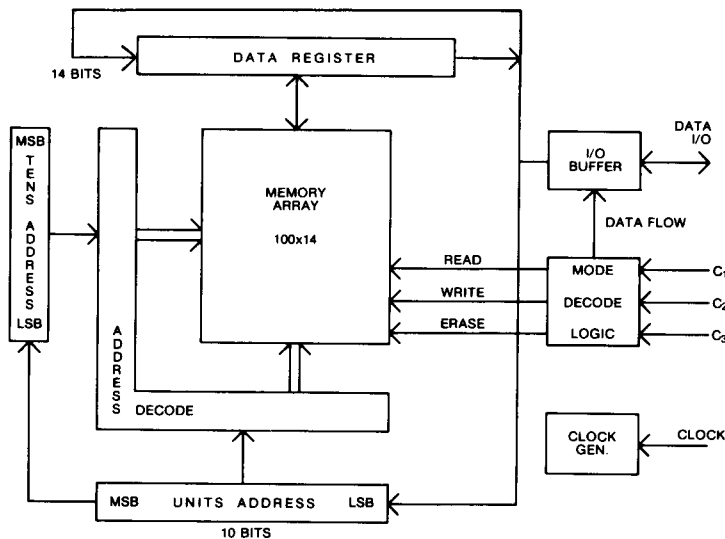 DATA REGISTER
14 BITS
MSB
TENS ADDRESS
LSB
MEMORY
ARRAY
100x14
I/O
BUFFER
DATA
I/O
DATA FLOW
READ
WRITE
ERASE
MODE
DECODE
LOGIC
C1
C2
C3
ADDRESS
DECODE
CLOCK
GEN.
CLOCK
MSB UNITS ADDRESS LSB
10 BITS